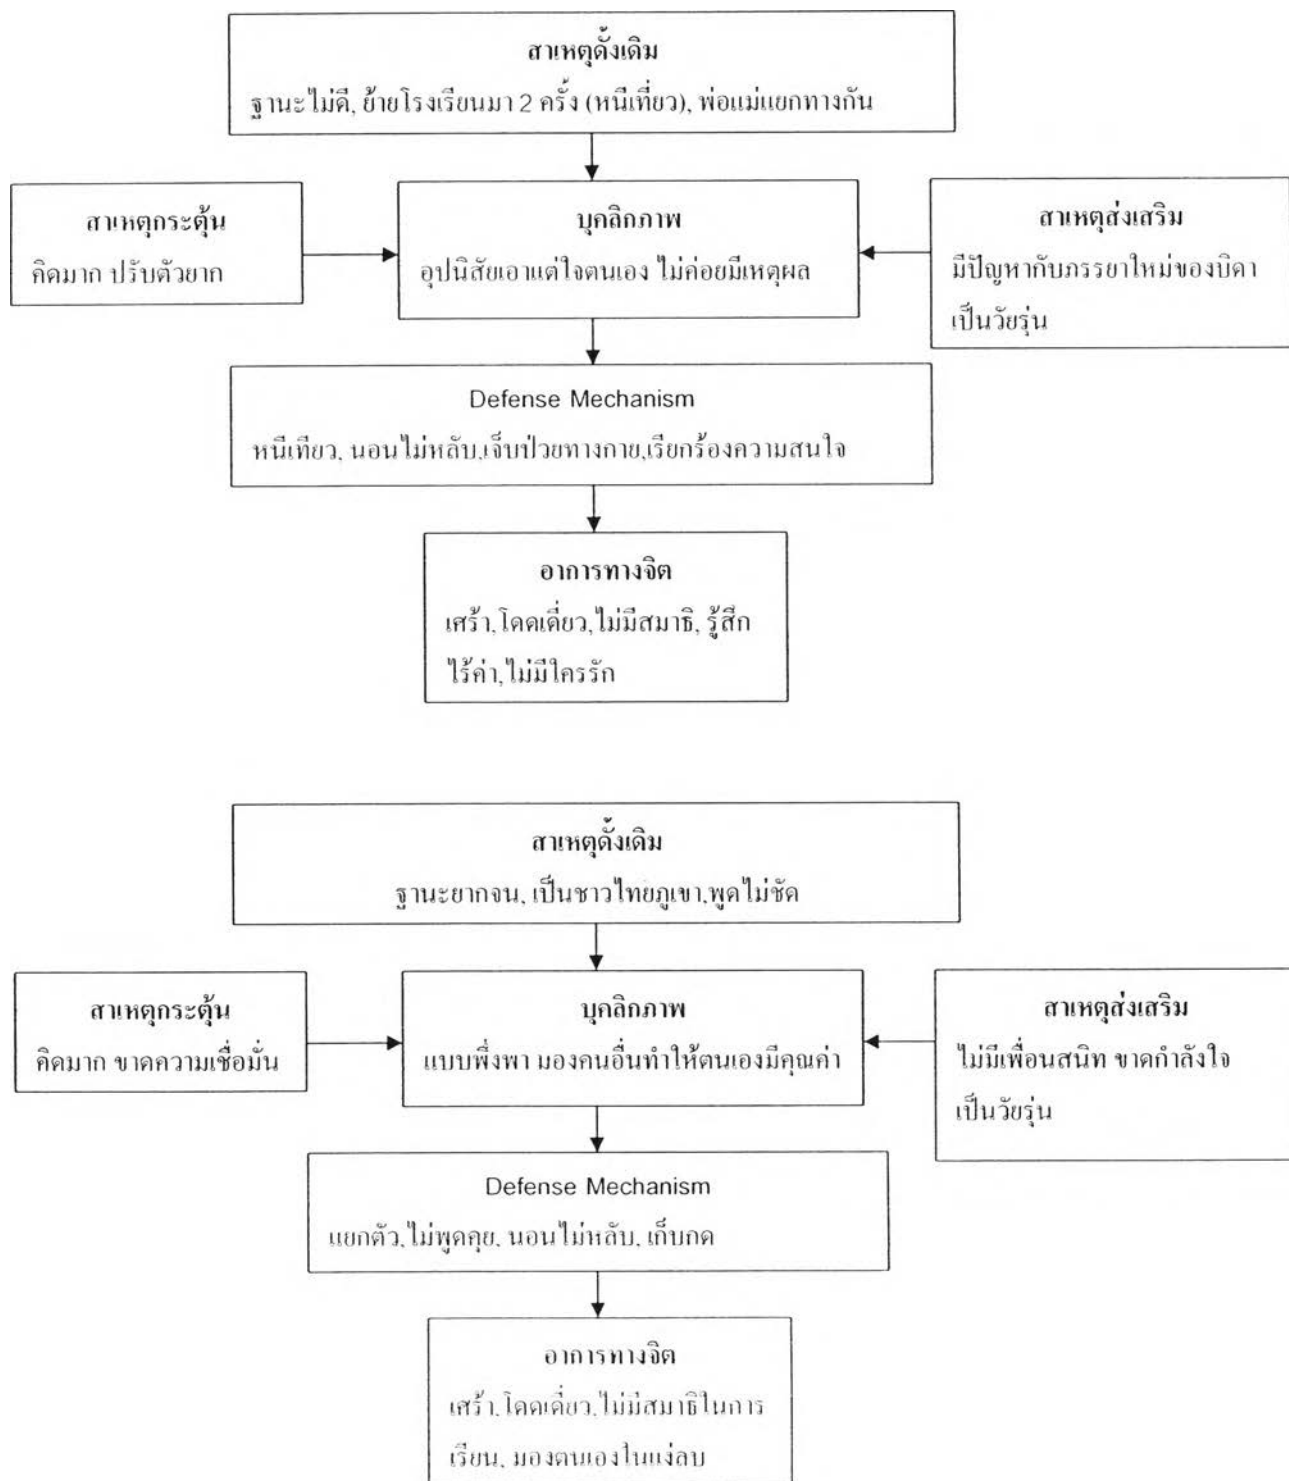 สาเหตุดั้งเดิม
ฐานะไม่ดี, ย้ายโรงเรียนมา 2 ครั้ง (หนีเที่ยว), พ่อแม่แยกทางกัน
สาเหตุกระตุ้น
คิดมาก ปรับตัวยาก
บุคลิกภาพ
อุปนิสัยเอาแต่ใจตนเอง ไม่ค่อยมีเหตุผล
สาเหตุส่งเสริม
มีปัญหากับภรรยาใหม่ของบิดา
เป็นวัยรุ่น
Defense Mechanism
หนีเที่ยว, นอนไม่หลับ,เจ็บป่วยทางกาย,เรียกร้องความสนใจ
อาการทางจิต
เศร้า,โดดเดี่ยว,ไม่มีสมาธิ, รู้สึก
ไร้ค่า,ไม่มีใครรัก
สาเหตุดั้งเดิม
ฐานะยากจน, เป็นชาวไทยภูเขา,พูดไม่ชัด
สาเหตุกระตุ้น
คิดมาก ขาดความเชื่อมั่น
บุคลิกภาพ
แบบพึ่งพา มองคนอื่นทำให้ตนเองมีคุณค่า
สาเหตุส่งเสริม
ไม่มีเพื่อนสนิท ขาดกำลังใจ
เป็นวัยรุ่น
Defense Mechanism
แยกตัว,ไม่พูดคุย, นอนไม่หลับ, เก็บกด
อาการทางจิต
เศร้า,โดดเดี่ยว,ไม่มีสมาธิในการ
เรียน, มองตนเองในแง่ลบ